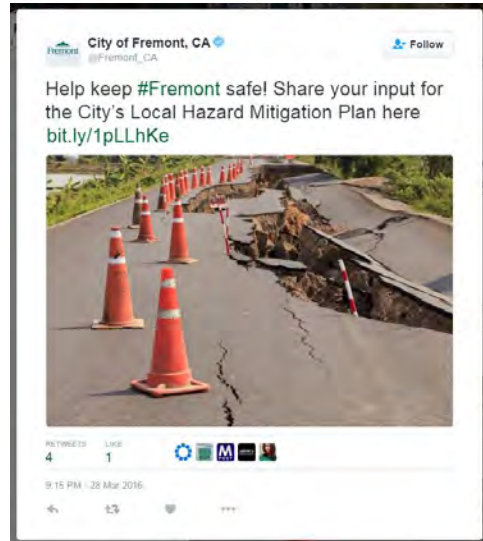 Fremont
City of Fremont, CA
@Fremont_CA
Follow
Help keep #Fremont safe! Share your input for
the City's Local Hazard Mitigation Plan here
bit.ly/1pLLhKe
RETWEETS LIKE
4 1
M
9:15 PM - 28 Mar 2016